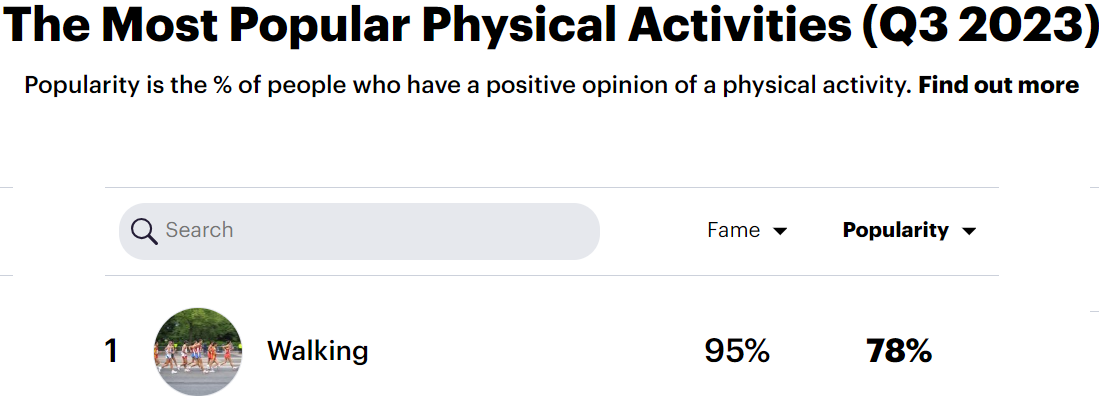 The Most Popular Physical Activities (Q3 2023)
Popularity is the % of people who have a positive opinion of a physical activity. Find out more
Search Fame Popularity
1 Walking 95% 78%